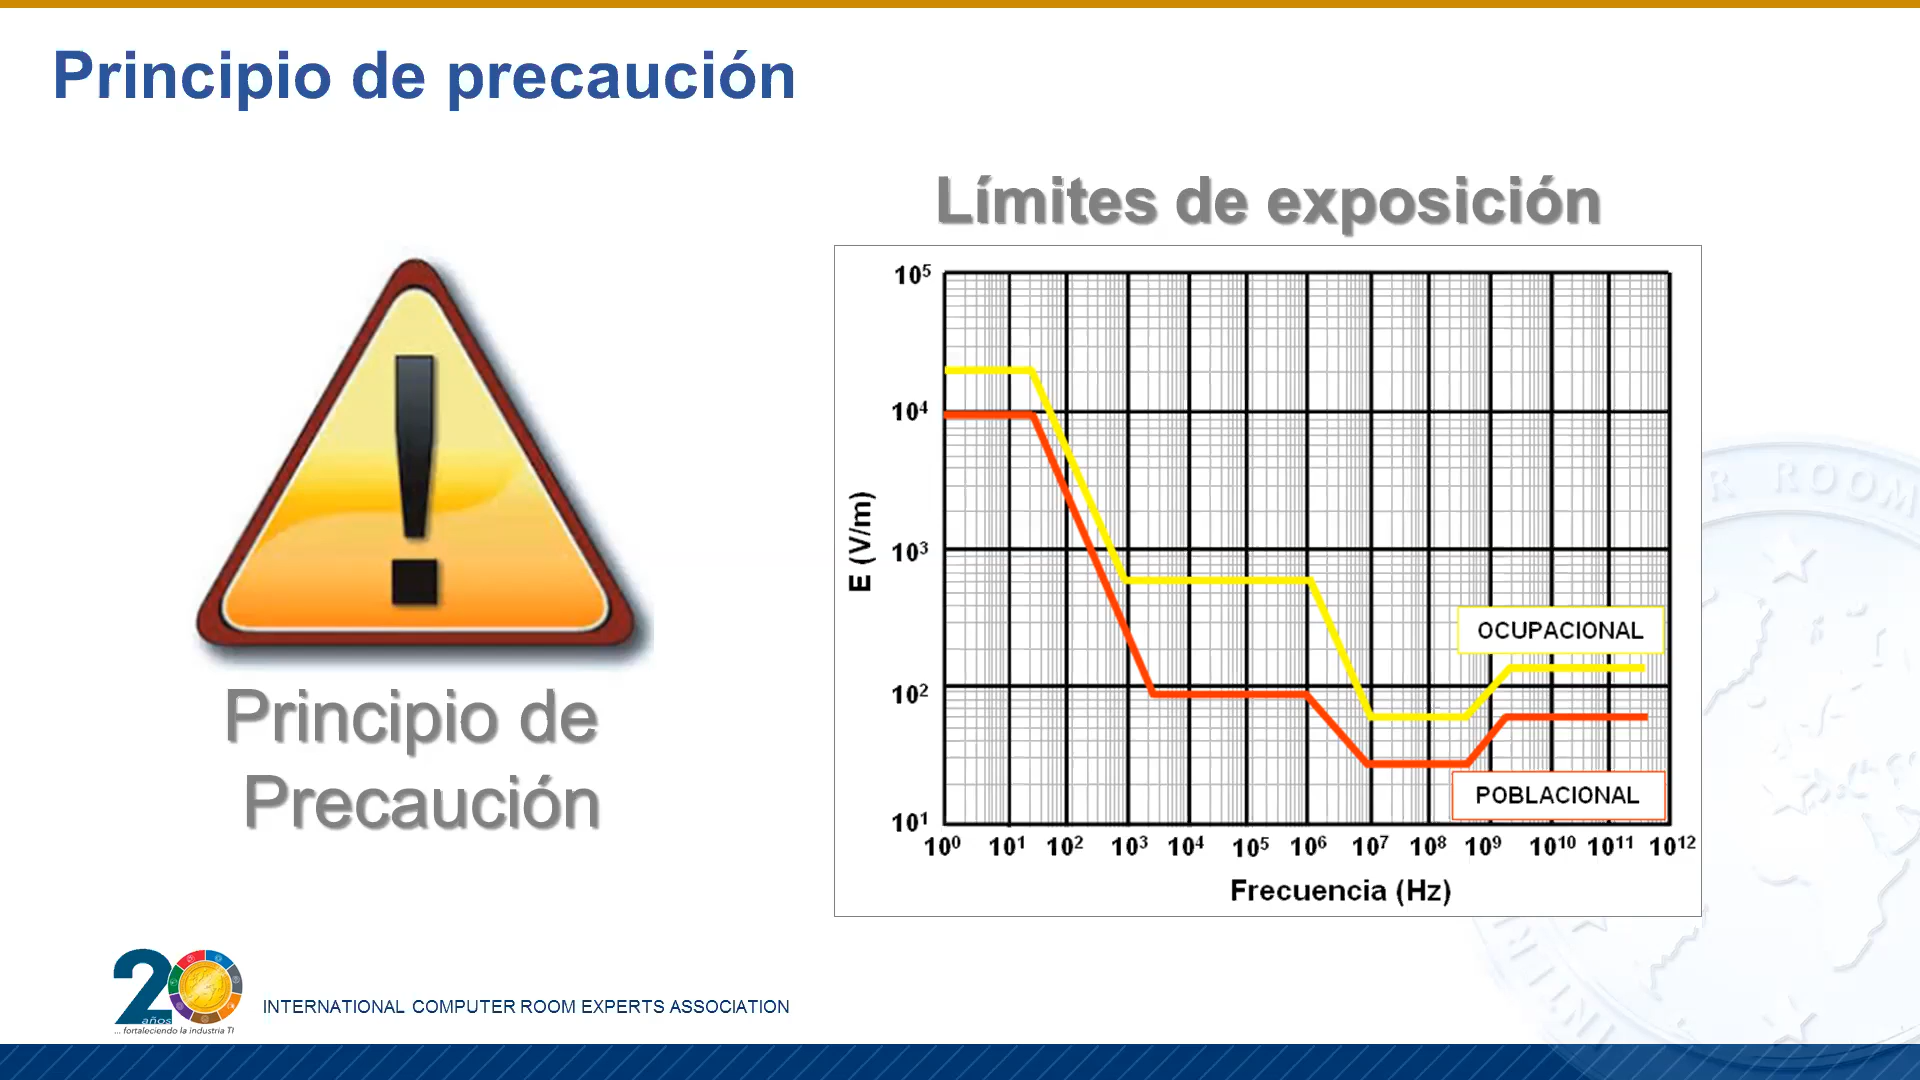 Principio de precaución
Límites de exposición
Principio de
Precaución
E (V/m)
10⁵
10⁴
10³
10²
10¹
OCUPACIONAL
POBLACIONAL
10⁰ 10¹ 10² 10³ 10⁴ 10⁵ 10⁶ 10⁷ 10⁸ 10⁹ 10¹⁰ 10¹¹ 10¹²
Frecuencia (Hz)
20
años
... fortaleciendo la industria TI
INTERNATIONAL COMPUTER ROOM EXPERTS ASSOCIATION
R ROOM